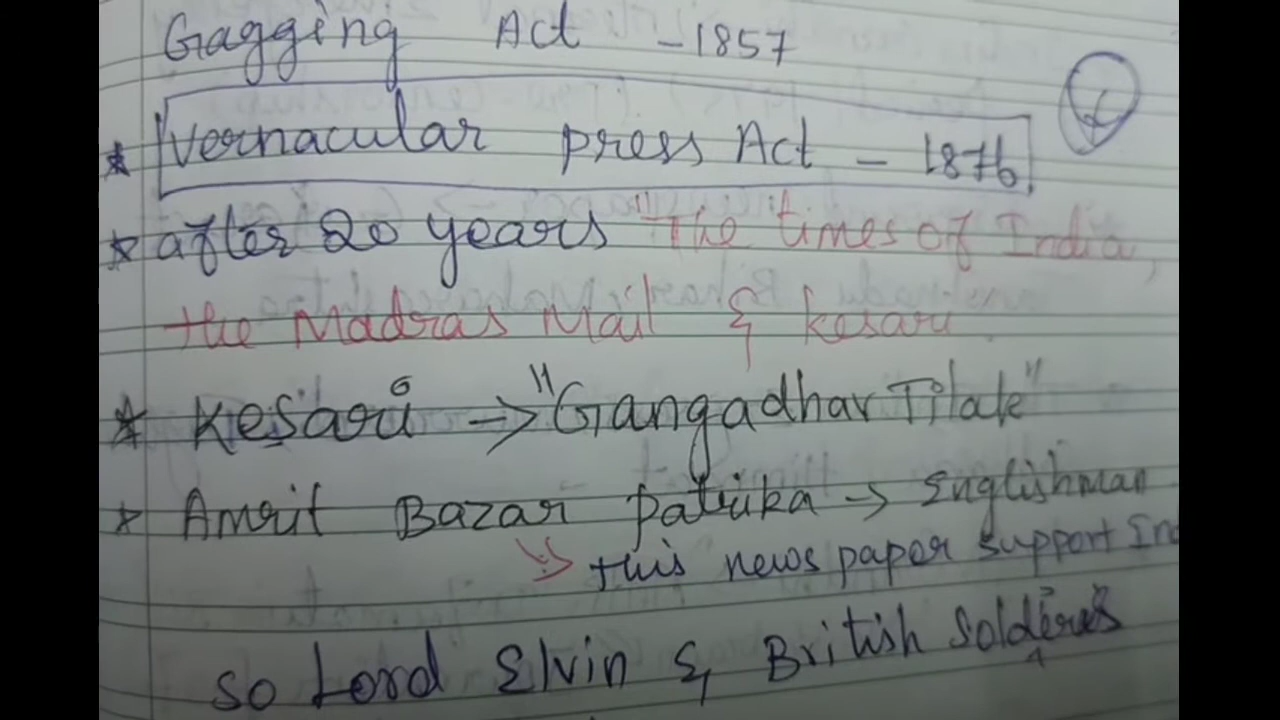 Gagging Act - 1857
* Vernacular press Act - 1876
* after 20 years "The times of India,
the Madras Mail & kesari
* Kesari → "Gangadhar Tilak"
* Amrit Bazar patrika → Englishman
⇒ this news paper support Ind
so Lord Elvin & British Soldiers